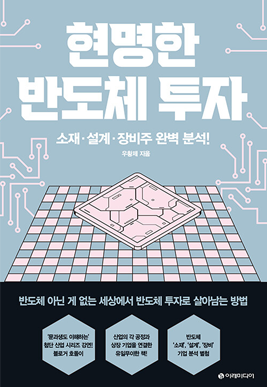 현명한
반도체 투자
소재·설계·장비주 완벽 분석!
우황제 지음
반도체 아닌 게 없는 세상에서 반도체 투자로 살아남는 방법
'문과생도 이해하는'
첨단 산업 시리즈 강연!
블로거 호돌이
산업의 각 공정과
상장 기업을 연결한
유일무이한 책!
반도체
'소재', '설계', '장비'
기업 분석 별첨
이레미디어